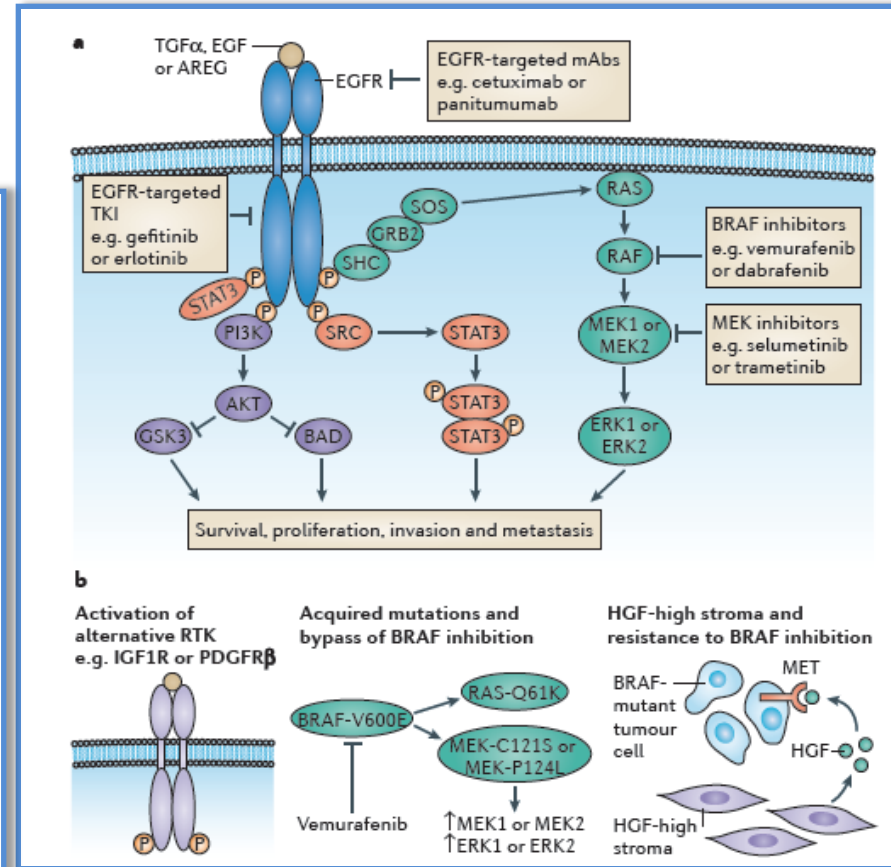 a
TGFα, EGF
or AREG
EGFR
EGFR-targeted mAbs
e.g. cetuximab or
panitumumab
EGFR-targeted
TKI
e.g. gefitinib
or erlotinib
SOS
GRB2
SHC
RAS
RAF
BRAF inhibitors
e.g. vemurafenib
or dabrafenib
MEK1 or
MEK2
MEK inhibitors
e.g. selumetinib
or trametinib
ERK1 or
ERK2
P
P
P
P
STAT3
PI3K
SRC
STAT3
AKT
GSK3
BAD
P
STAT3
STAT3
P
Survival, proliferation, invasion and metastasis
b
Activation of
alternative RTK
e.g. IGF1R or PDGFRβ
P
P
Acquired mutations and
bypass of BRAF inhibition
BRAF-V600E
RAS-Q61K
MEK-C121S or
MEK-P124L
Vemurafenib
↑MEK1 or MEK2
↑ERK1 or ERK2
HGF-high stroma and
resistance to BRAF inhibition
BRAF-
mutant
tumour
cell
MET
HGF
HGF-high
stroma